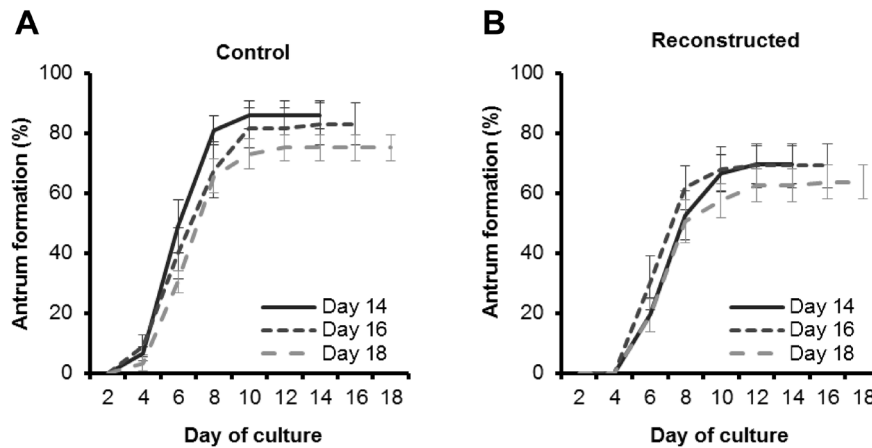 A
Control
Antrum formation (%)
100
80
60
40
20
0
Day 14
Day 16
Day 18
2 4 6 8 10 12 14 16 18
Day of culture
B
Reconstructed
Antrum formation (%)
100
80
60
40
20
0
Day 14
Day 16
Day 18
2 4 6 8 10 12 14 16 18
Day of culture